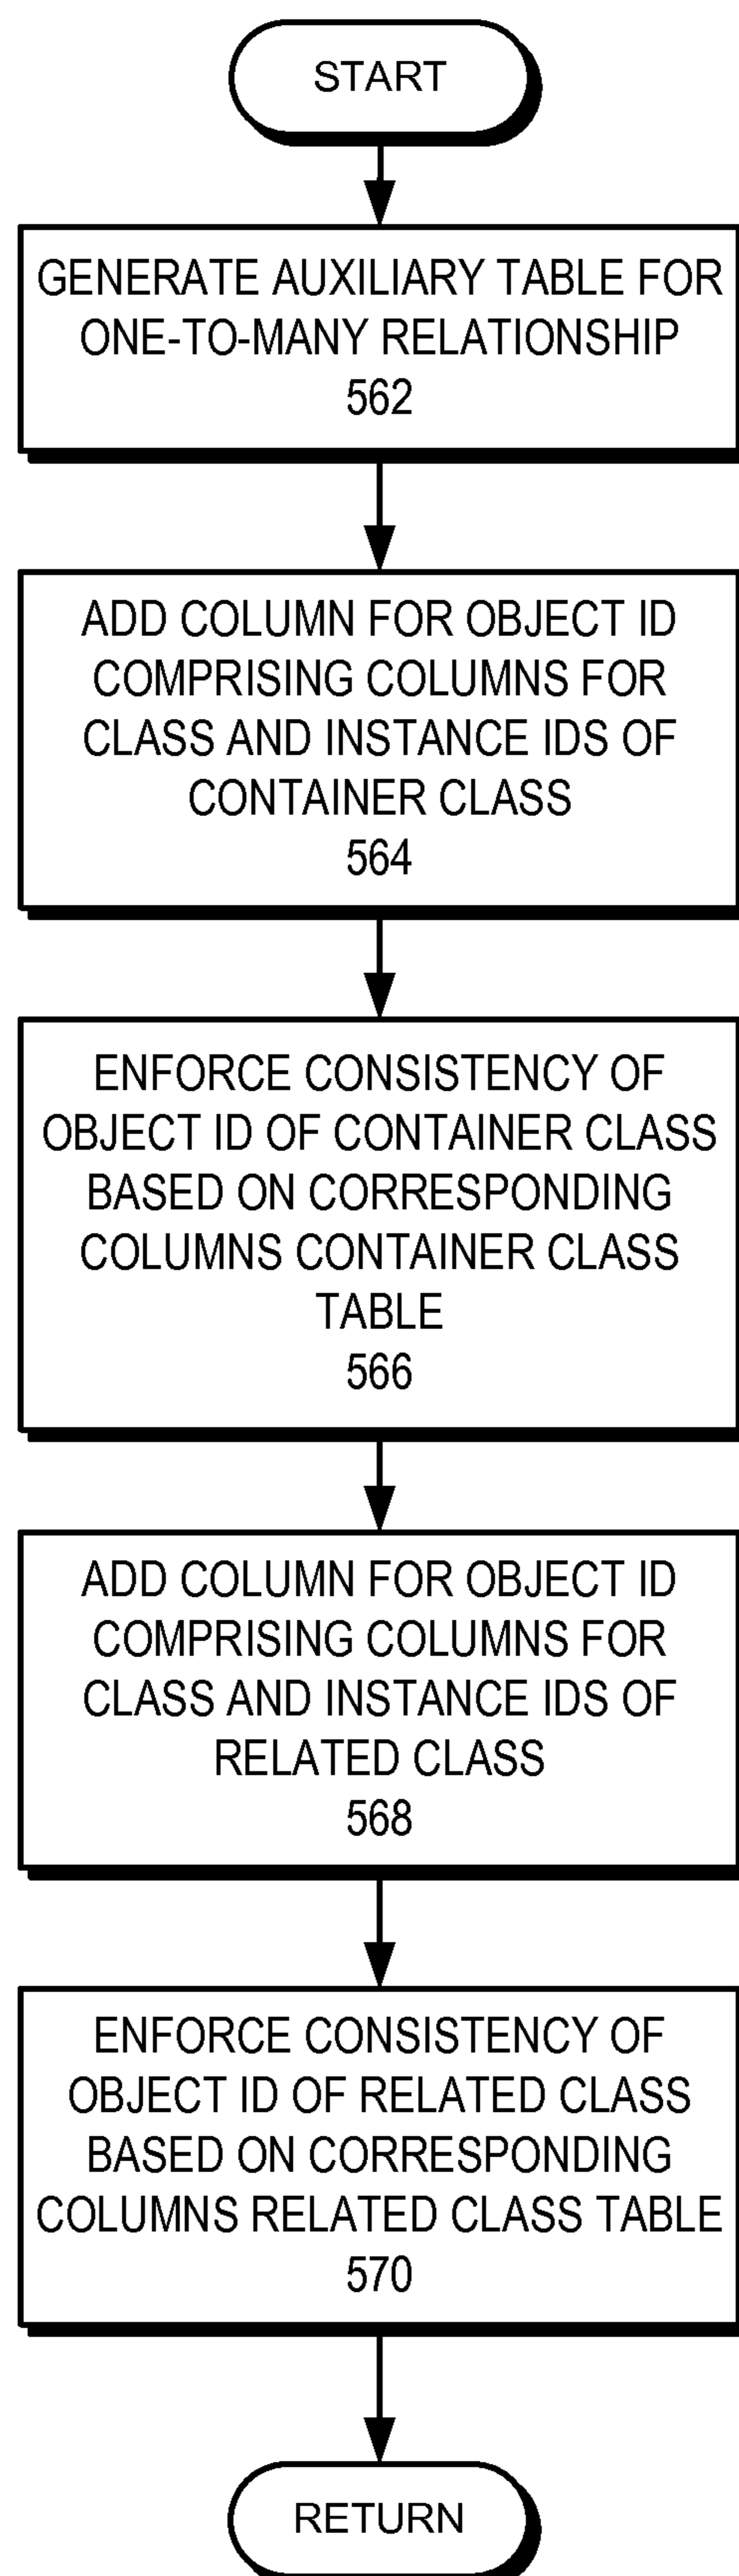 START
GENERATE AUXILIARY TABLE FOR
ONE-TO-MANY RELATIONSHIP
562
ADD COLUMN FOR OBJECT ID
COMPRISING COLUMNS FOR
CLASS AND INSTANCE IDS OF
CONTAINER CLASS
564
ENFORCE CONSISTENCY OF
OBJECT ID OF CONTAINER CLASS
BASED ON CORRESPONDING
COLUMNS CONTAINER CLASS
TABLE
566
ADD COLUMN FOR OBJECT ID
COMPRISING COLUMNS FOR
CLASS AND INSTANCE IDS OF
RELATED CLASS
568
ENFORCE CONSISTENCY OF
OBJECT ID OF RELATED CLASS
BASED ON CORRESPONDING
COLUMNS RELATED CLASS TABLE
570
RETURN